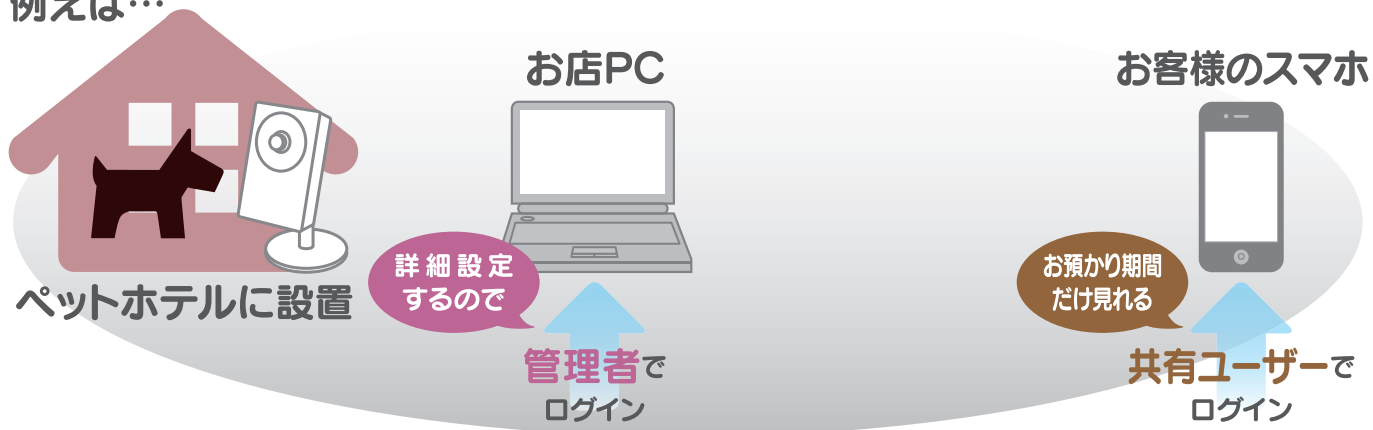 例えば…
お店PC
お客様のスマホ
詳細設定
するので
お預かり期間
だけ見れる
ペットホテルに設置
管理者で
ログイン
共有ユーザーで
ログイン